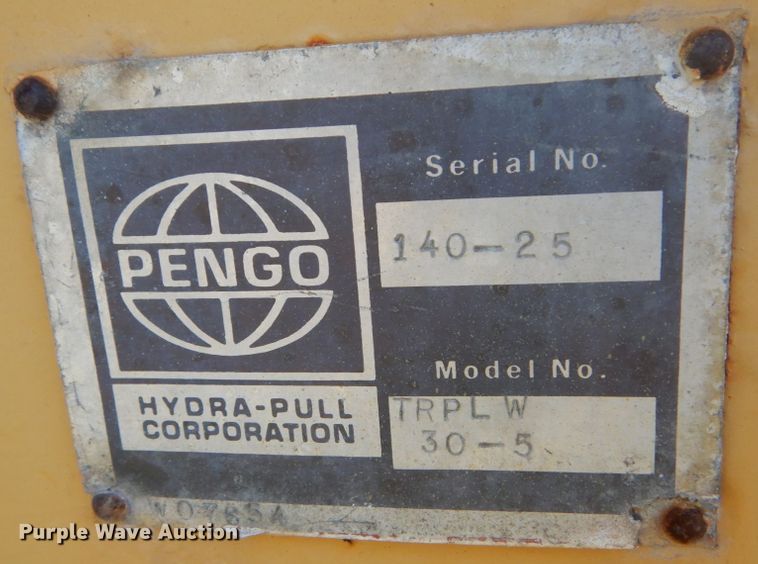 Serial No.
140-25
PENGO
Model No.
HYDRA-PULL
CORPORATION
TRPLW
30-5
Purple Wave Auction